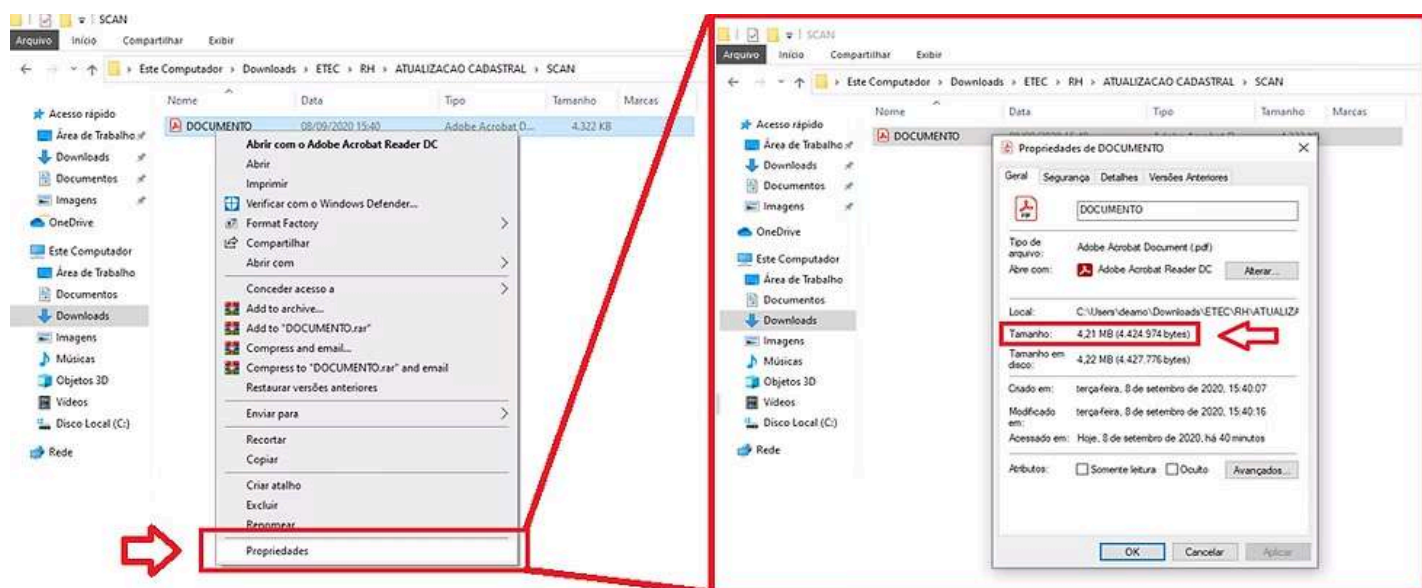 SCAN
Arquivo Início Compartilhar Exibir
Este Computador > Downloads > ETEC > RH > ATUALIZACAO CADASTRAL > SCAN
Nome Data Tipo Tamanho Marcas
Acesso rápido
DOCUMENTO 08/09/2020 15:40 Adobe Acrobat D... 4.322 KB
Área de Trabalho
Downloads
Documentos
Imagens
OneDrive
Este Computador
Área de Trabalho
Documentos
Downloads
Imagens
Músicas
Objetos 3D
Vídeos
Disco Local (C:)
Rede
Abrir com o Adobe Acrobat Reader DC
Abrir
Imprimir
Verificar com o Windows Defender...
Format Factory
Compartilhar
Abrir com
Conceder acesso a
Add to archive...
Add to "DOCUMENTO.rar"
Compress and email...
Compress to "DOCUMENTO.rar" and email
Restaurar versões anteriores
Enviar para
Recortar
Copiar
Criar atalho
Excluir
Renomear
Propriedades
SCAN
Arquivo Início Compartilhar Exibir
Este Computador > Downloads > ETEC > RH > ATUALIZACAO CADASTRAL > SCAN
Nome Data Tipo Tamanho Marcas
Acesso rápido
DOCUMENTO
Área de Trabalho
Downloads
Documentos
Imagens
OneDrive
Este Computador
Área de Trabalho
Documentos
Downloads
Imagens
Músicas
Objetos 3D
Vídeos
Disco Local (C:)
Rede
Propriedades de DOCUMENTO
Geral Segurança Detalhes Versões Anteriores
DOCUMENTO
Tipo de arquivo: Adobe Acrobat Document (.pdf)
Abre com: Adobe Acrobat Reader DC Alterar...
Local: C:\Users\deamo\Downloads\ETEC\RH\ATUALIZA
Tamanho: 4,21 MB (4.424.974 bytes)
Tamanho em disco: 4,22 MB (4.427.776 bytes)
Criado em: terça-feira, 8 de setembro de 2020, 15:40:07
Modificado em: terça-feira, 8 de setembro de 2020, 15:40:16
Acessado em: Hoje, 8 de setembro de 2020, há 40 minutos
Atributos: Somente leitura Oculto Avançados...
OK Cancelar Aplicar